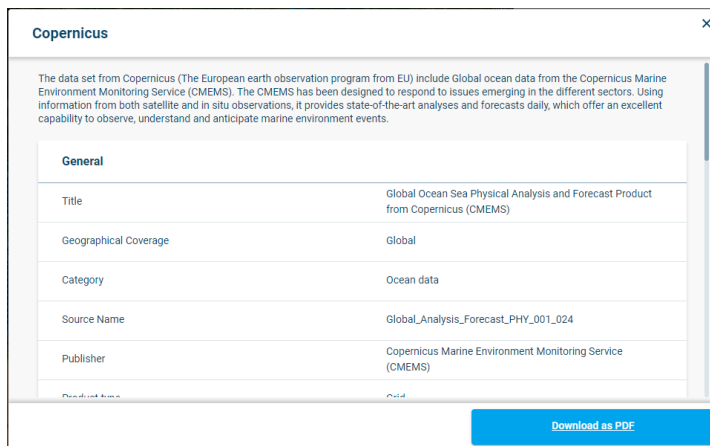 Copernicus
×
The data set from Copernicus (The European earth observation program from EU) include Global ocean data from the Copernicus Marine
Environment Monitoring Service (CMEMS). The CMEMS has been designed to respond to issues emerging in the different sectors. Using
information from both satellite and in situ observations, it provides state-of-the-art analyses and forecasts daily, which offer an excellent
capability to observe, understand and anticipate marine environment events.
General
Title
Global Ocean Sea Physical Analysis and Forecast Product
from Copernicus (CMEMS)
Geographical Coverage
Global
Category
Ocean data
Source Name
Global_Analysis_Forecast_PHY_001_024
Publisher
Copernicus Marine Environment Monitoring Service
(CMEMS)
Product type
Grid
Download as PDF